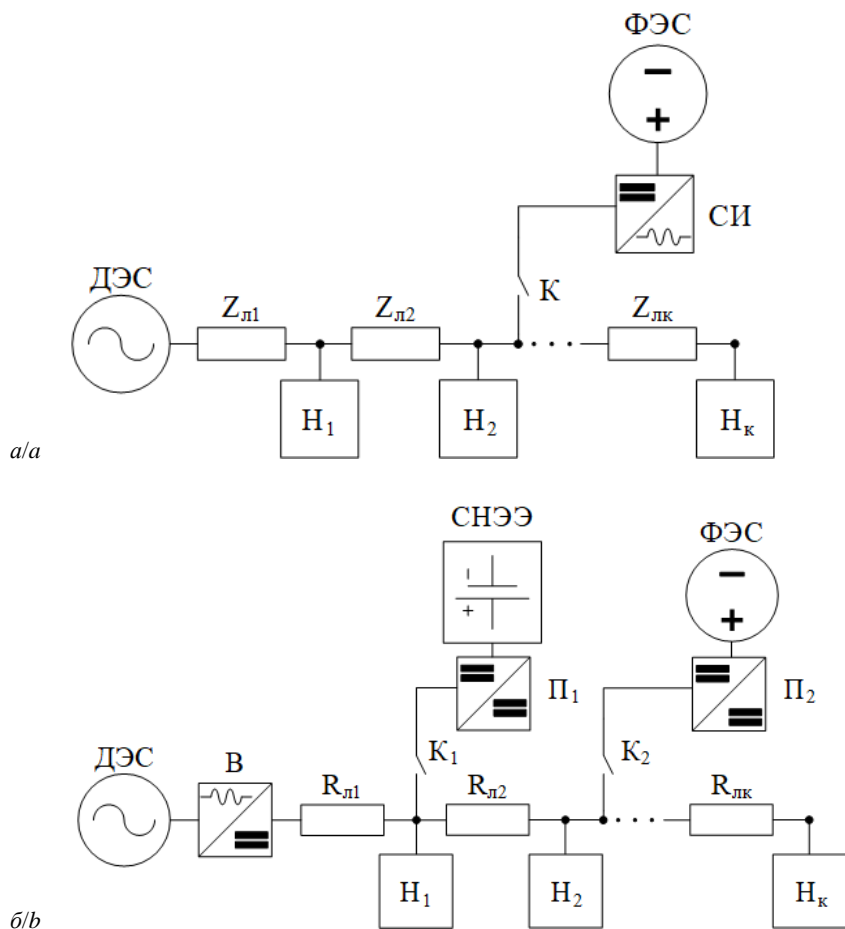 ФЭС
СИ
ДЭС
К
Zл1 Zл2 Zлк
Н1 Н2 Нк
а/a
СНЭЭ ФЭС
П1 П2
ДЭС В К1 К2
Rл1 Rл2 Rлк
Н1 Н2 Нк
б/b